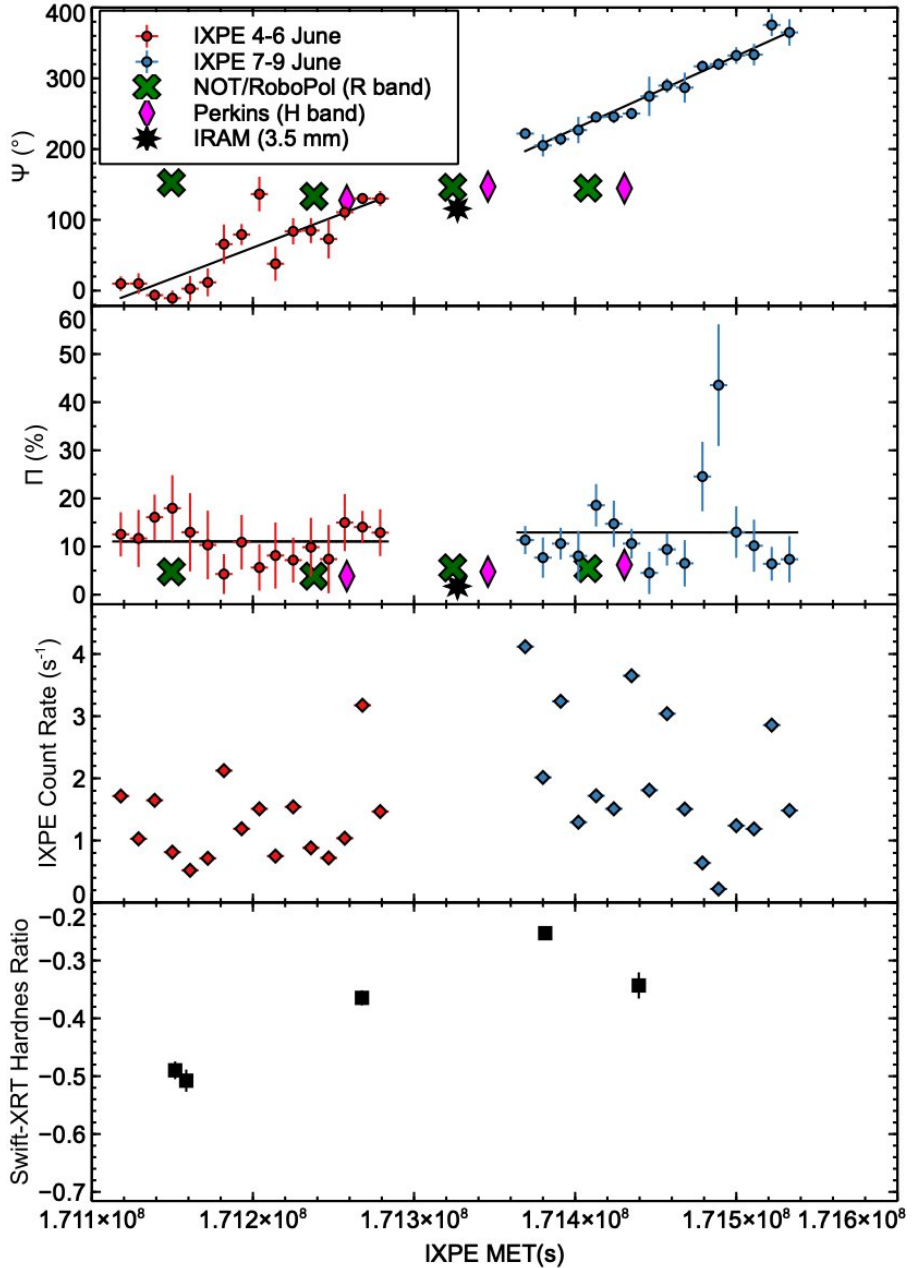 IXPE 4-6 June
IXPE 7-9 June
NOT/RoboPol (R band)
Perkins (H band)
IRAM (3.5 mm)
Ψ (°)
400
300
200
100
0
Π (%)
60
50
40
30
20
10
0
IXPE Count Rate (s⁻¹)
4
3
2
1
0
Swift-XRT Hardnes Ratio
−0.2
−0.3
−0.4
−0.5
−0.6
−0.7
1.711×10⁸ 1.712×10⁸ 1.713×10⁸ 1.714×10⁸ 1.715×10⁸ 1.716×10⁸
IXPE MET(s)